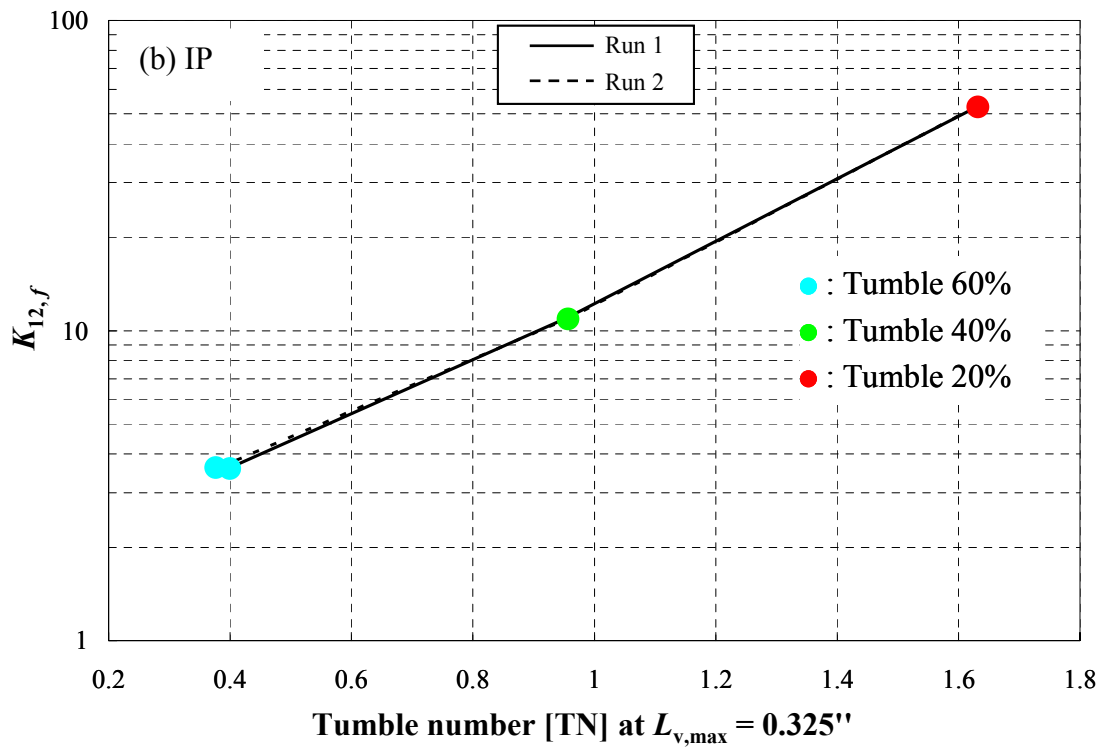 100
(b) IP
Run 1
Run 2
K12,f
: Tumble 60%
10
: Tumble 40%
: Tumble 20%
1
0.2 0.4 0.6 0.8 1 1.2 1.4 1.6 1.8
Tumble number [TN] at Lv,max = 0.325"